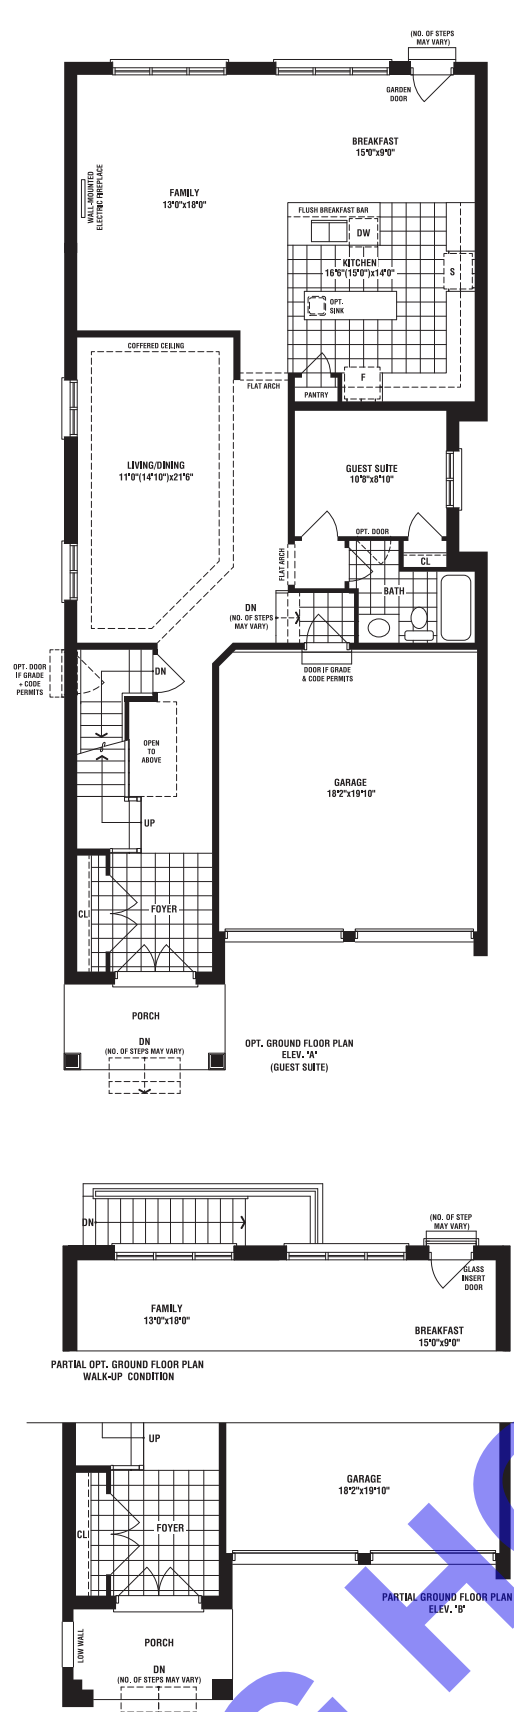 (NO. OF STEPS
MAY VARY)
GARDEN
DOOR
BREAKFAST
15'0"x9'0"
WALL-MOUNTED
ELECTRIC FIREPLACE
FAMILY
13'0"x18'0"
FLUSH BREAKFAST BAR
DW
KITCHEN
16'6"(15'0")x14'0"
S
OPT.
SINK
COFFERED CEILING
FLAT ARCH
F
PANTRY
LIVING/DINING
11'0"(14'10")x21'6"
GUEST SUITE
10'8"x8'10"
OPT. DOOR
FLAT ARCH
CL
BATH
DN
(NO. OF STEPS
MAY VARY)
OPT. DOOR
IF GRADE
+ CODE
PERMITS
DN
DOOR IF GRADE
& CODE PERMITS
OPEN
TO
ABOVE
GARAGE
18'2"x19'10"
UP
CL
FOYER
PORCH
DN
(NO. OF STEPS MAY VARY)
OPT. GROUND FLOOR PLAN
ELEV. 'A'
(GUEST SUITE)
DN
(NO. OF STEP
MAY VARY)
GLASS
INSERT
DOOR
FAMILY
13'0"x18'0"
BREAKFAST
15'0"x9'0"
PARTIAL OPT. GROUND FLOOR PLAN
WALK-UP CONDITION
UP
GARAGE
18'2"x19'10"
CL
FOYER
PARTIAL GROUND FLOOR PLAN
ELEV. 'B'
LOW WALL
PORCH
DN
(NO. OF STEPS MAY VARY)
G HO